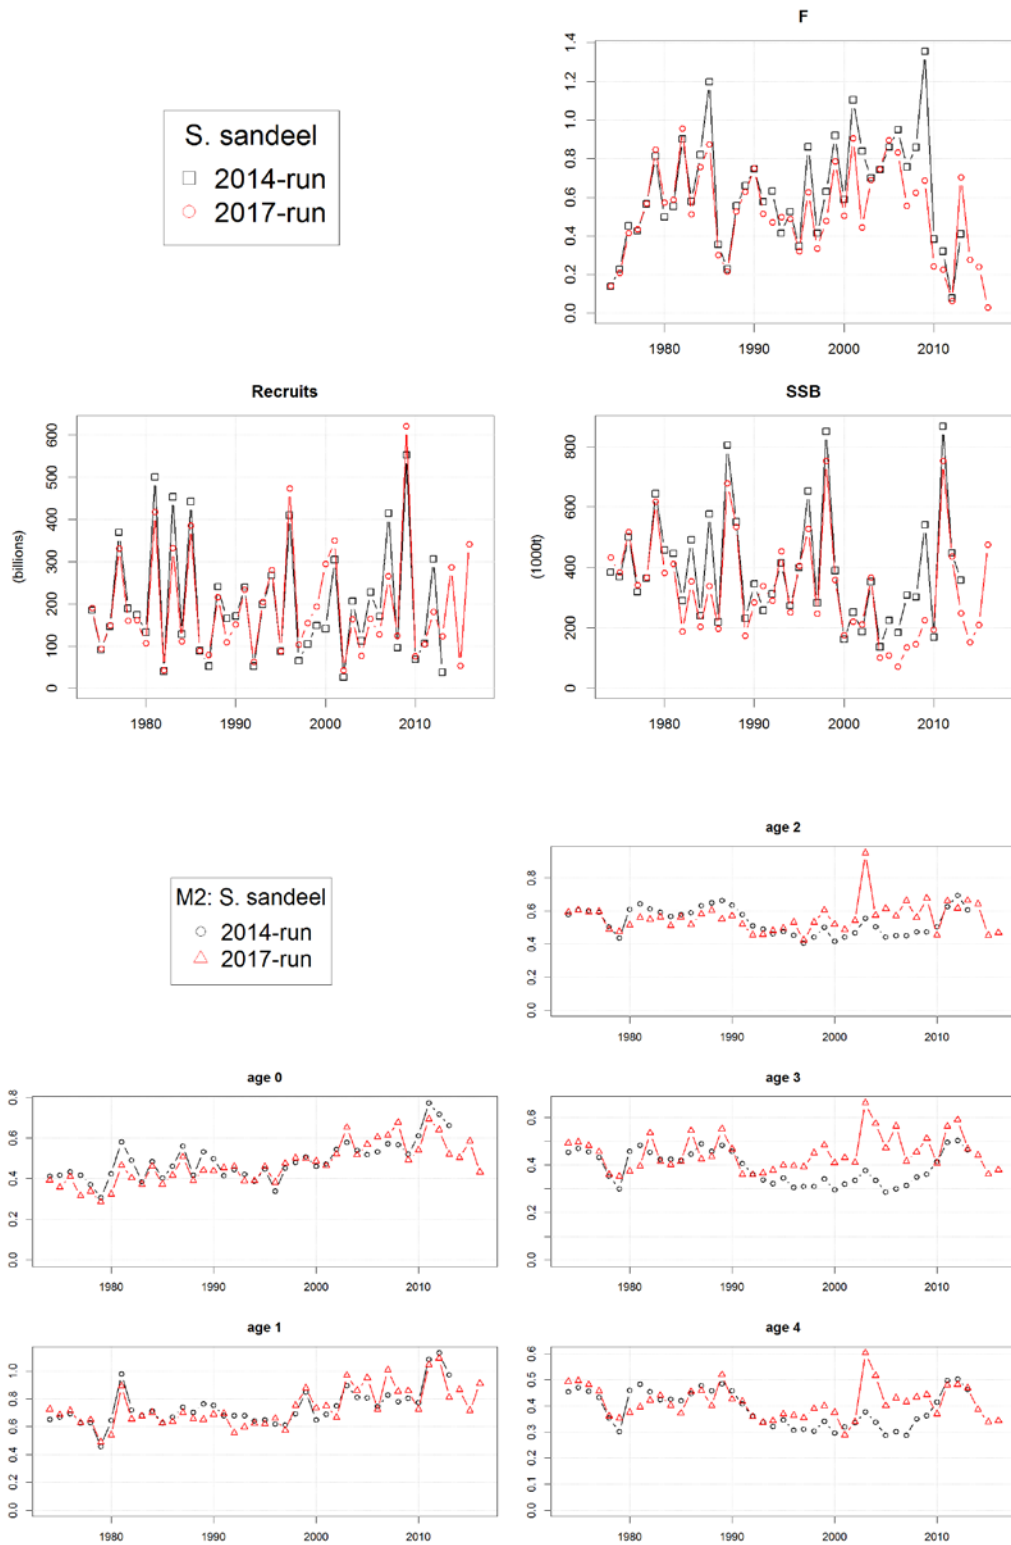 F
S. sandeel
2014-run
2017-run
0.0 0.2 0.4 0.6 0.8 1.0 1.2 1.4
1980 1990 2000 2010
Recruits
(billions)
0 100 200 300 400 500 600
1980 1990 2000 2010
SSB
(1000t)
0 200 400 600 800
1980 1990 2000 2010
M2: S. sandeel
2014-run
2017-run
age 2
0.0 0.2 0.4 0.6 0.8
1980 1990 2000 2010
age 0
0.0 0.2 0.4 0.6 0.8
1980 1990 2000 2010
age 3
0.0 0.2 0.4 0.6
1980 1990 2000 2010
age 1
0.0 0.2 0.4 0.6 0.8 1.0
1980 1990 2000 2010
age 4
0.0 0.1 0.2 0.3 0.4 0.5 0.6
1980 1990 2000 2010